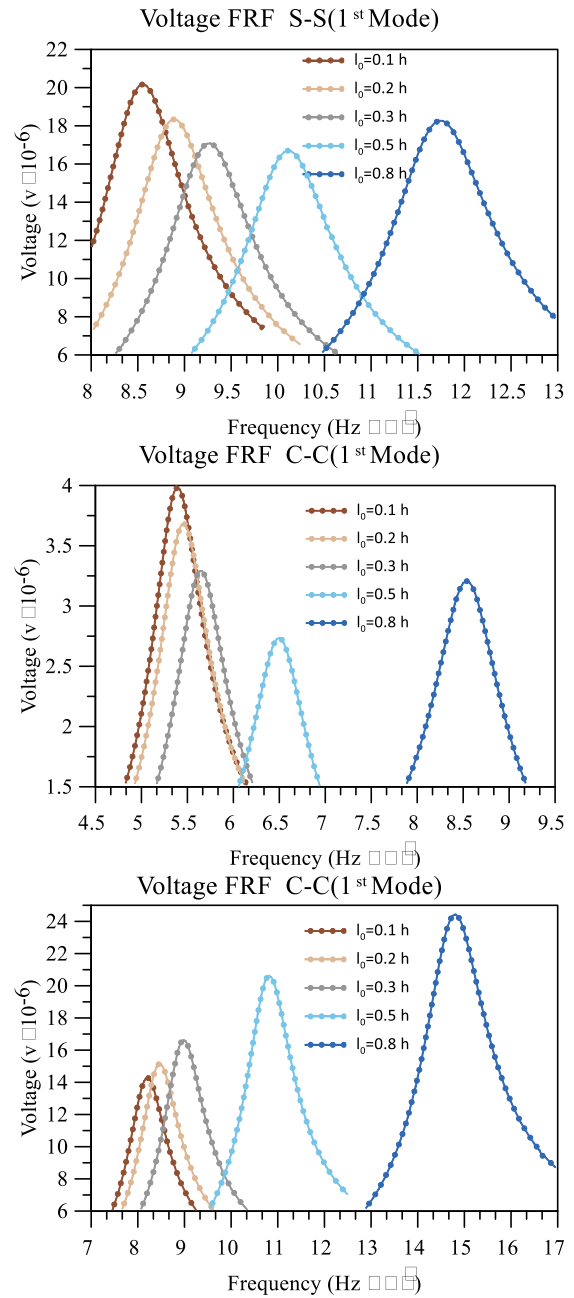 Voltage FRF S-S(1st Mode)
Voltage (v □10-6)
22
20
18
16
14
12
10
8
6
l0=0.1 h
l0=0.2 h
l0=0.3 h
l0=0.5 h
l0=0.8 h
8 8.5 9 9.5 10 10.5 11 11.5 12 12.5 13
Frequency (Hz □□□□)
Voltage FRF C-C(1st Mode)
Voltage (v □10-6)
4
3.5
3
2.5
2
1.5
l0=0.1 h
l0=0.2 h
l0=0.3 h
l0=0.5 h
l0=0.8 h
4.5 5 5.5 6 6.5 7 7.5 8 8.5 9 9.5
Frequency (Hz □□□□)
Voltage FRF C-C(1st Mode)
Voltage (v □10-6)
24
22
20
18
16
14
12
10
8
6
l0=0.1 h
l0=0.2 h
l0=0.3 h
l0=0.5 h
l0=0.8 h
7 8 9 10 11 12 13 14 15 16 17
Frequency (Hz □□□□)